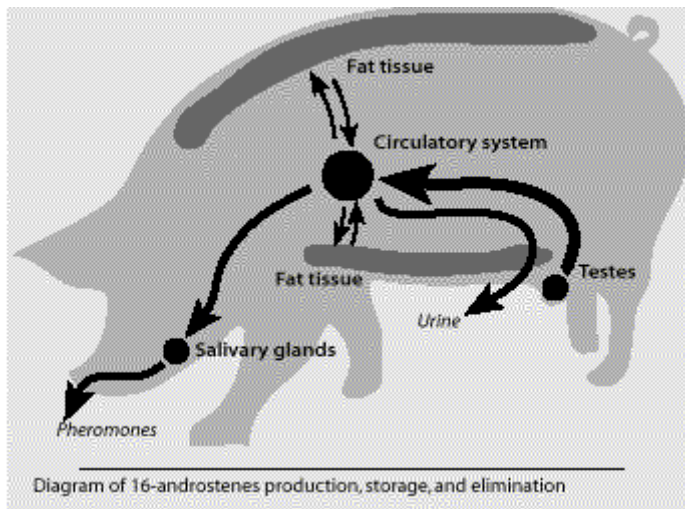 Fat tissue
Circulatory system
Testes
Fat tissue
Urine
Salivary glands
Pheromones
Diagram of 16-androstenes production, storage, and elimination